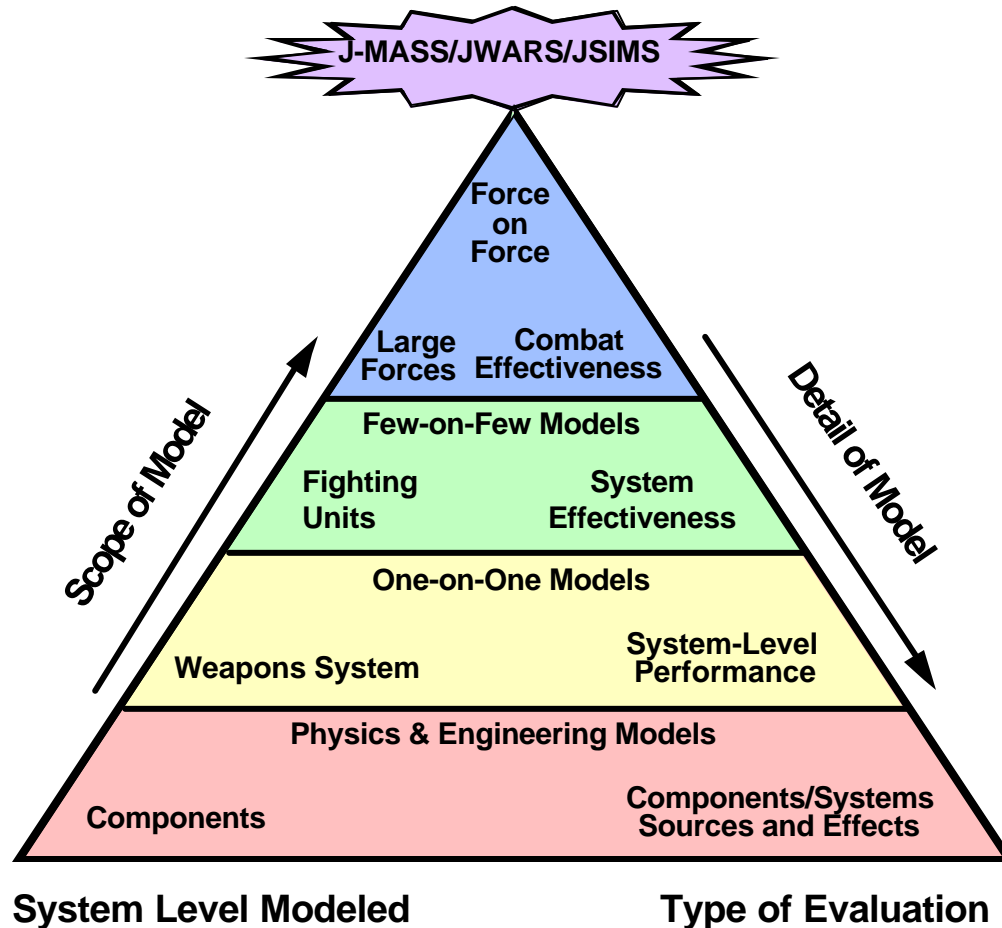 J-MASS/JWARS/JSIMS
Force
on
Force
Large
Forces
Combat
Effectiveness
Scope of Model
Detail of Model
Few-on-Few Models
Fighting
Units
System
Effectiveness
One-on-One Models
Weapons System
System-Level
Performance
Physics & Engineering Models
Components
Components/Systems
Sources and Effects
System Level Modeled
Type of Evaluation